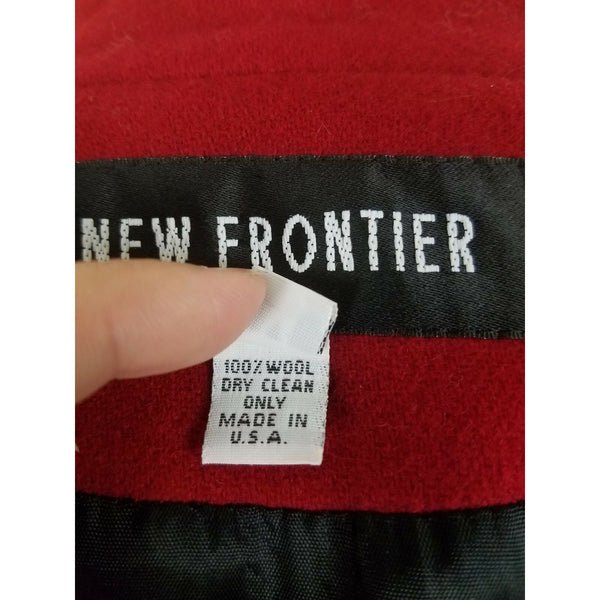 NEW FRONTIER
100% WOOL
DRY CLEAN
ONLY
MADE IN
U.S.A.